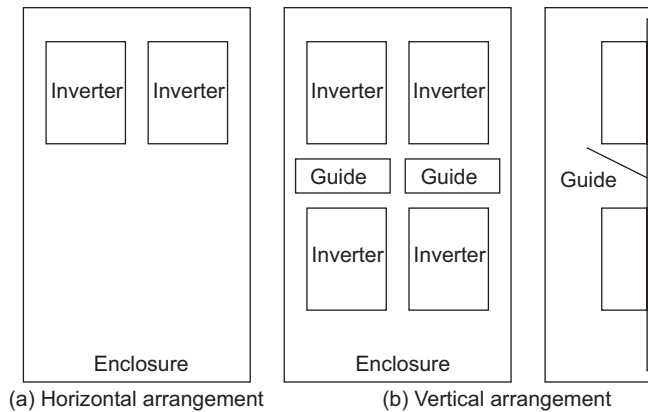 Inverter Inverter
Enclosure
(a) Horizontal arrangement
Inverter Inverter
Guide Guide
Inverter Inverter
Enclosure
Guide
(b) Vertical arrangement